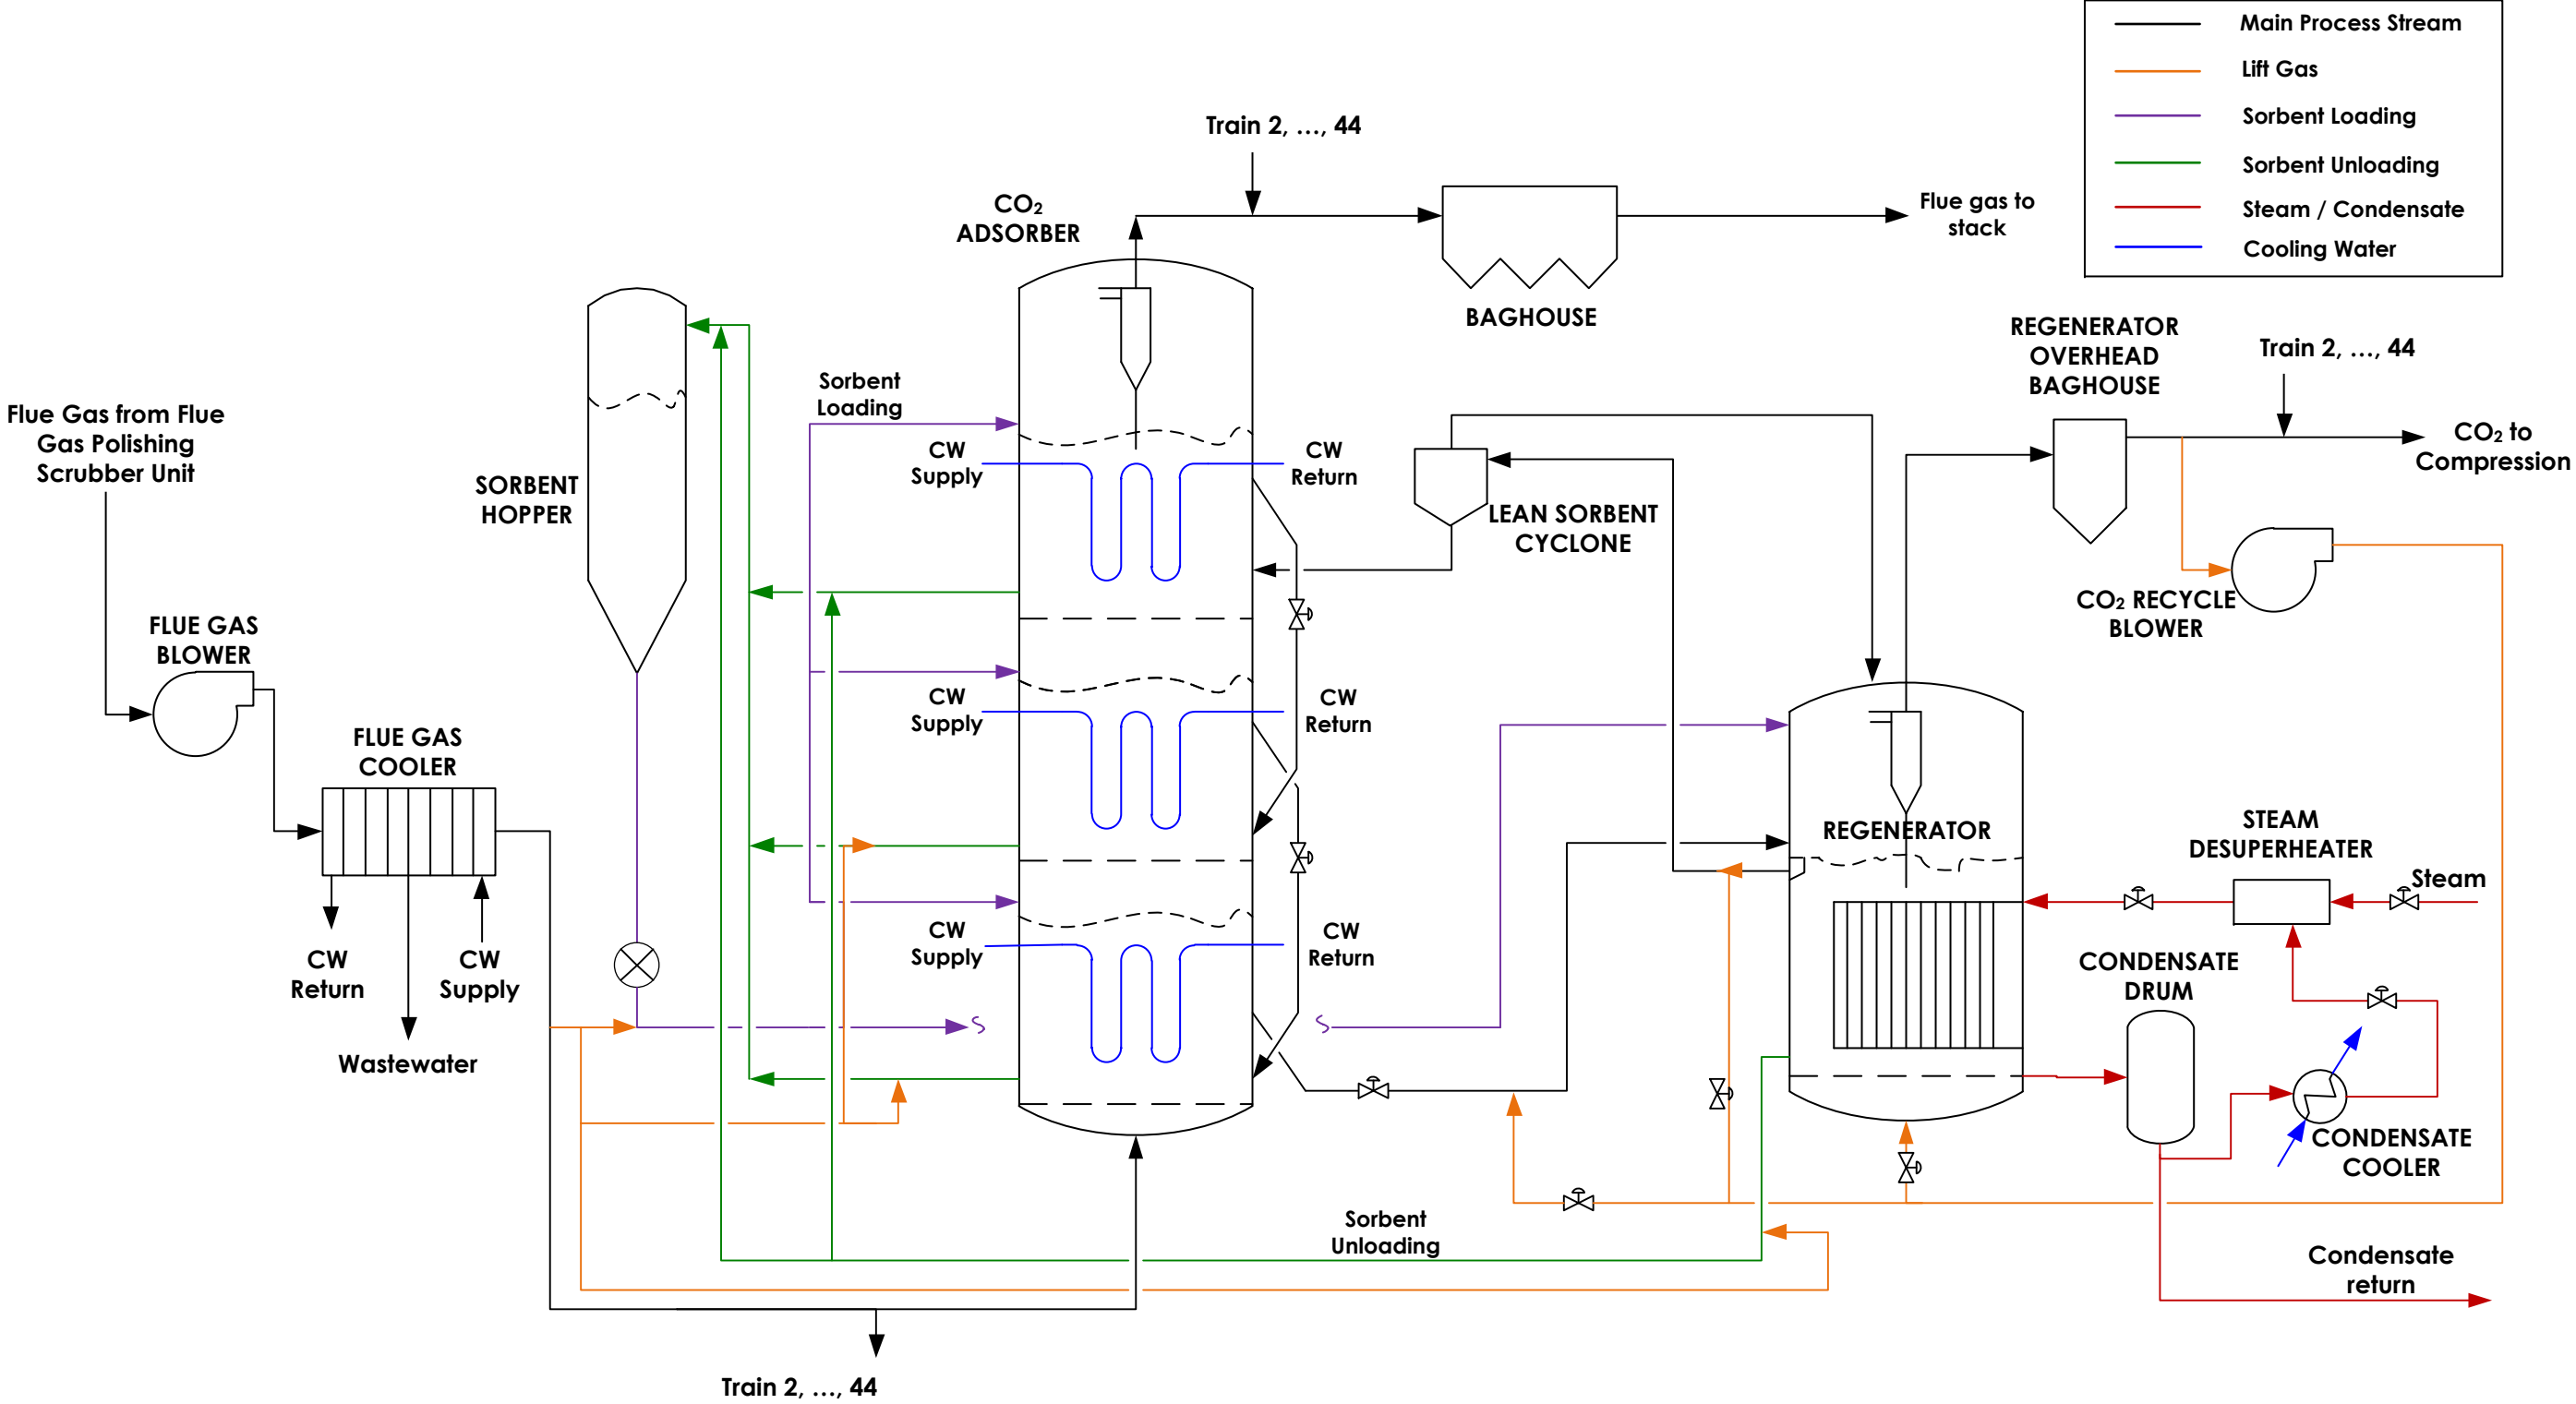 Main Process Stream
Lift Gas
Sorbent Loading
Sorbent Unloading
Steam / Condensate
Cooling Water
Train 2, ..., 44
CO₂
ADSORBER
Flue gas to
stack
BAGHOUSE
REGENERATOR
OVERHEAD
BAGHOUSE
Train 2, ..., 44
CO₂ to
Compression
Sorbent
Loading
Flue Gas from Flue
Gas Polishing
Scrubber Unit
SORBENT
HOPPER
CW
Supply
CW
Return
LEAN SORBENT
CYCLONE
CO₂ RECYCLE
BLOWER
FLUE GAS
BLOWER
CW
Supply
CW
Return
FLUE GAS
COOLER
REGENERATOR
STEAM
DESUPERHEATER
Steam
CW
Supply
CW
Return
CW
Return
CW
Supply
CONDENSATE
DRUM
Wastewater
CONDENSATE
COOLER
Sorbent
Unloading
Condensate
return
Train 2, ..., 44